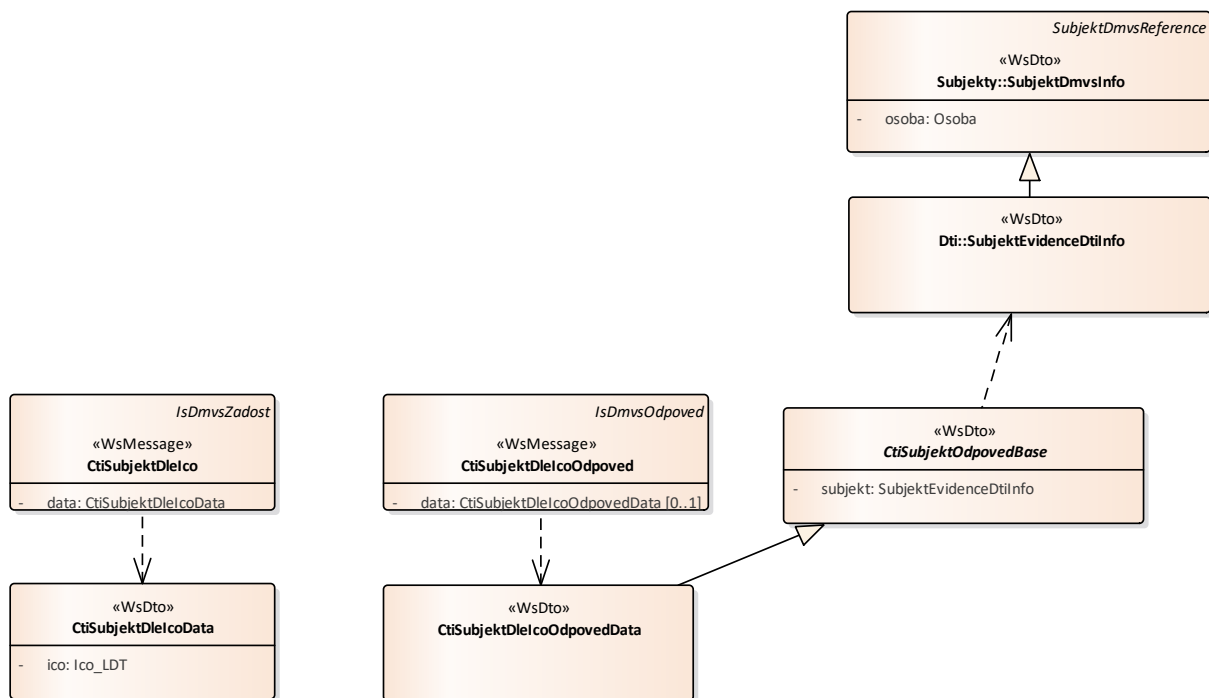 SubjektDmvsReference
«WsDto»
Subjekty::SubjektDmvsInfo
- osoba: Osoba
«WsDto»
Dti::SubjektEvidenceDtiInfo
IsDmvsZadost
«WsMessage»
CtiSubjektDleIco
- data: CtiSubjektDleIcoData
IsDmvsOdpoved
«WsMessage»
CtiSubjektDleIcoOdpoved
- data: CtiSubjektDleIcoOdpovedData [0..1]
«WsDto»
CtiSubjektOdpovedBase
- subjekt: SubjektEvidenceDtiInfo
«WsDto»
CtiSubjektDleIcoData
- ico: Ico_LDT
«WsDto»
CtiSubjektDleIcoOdpovedData